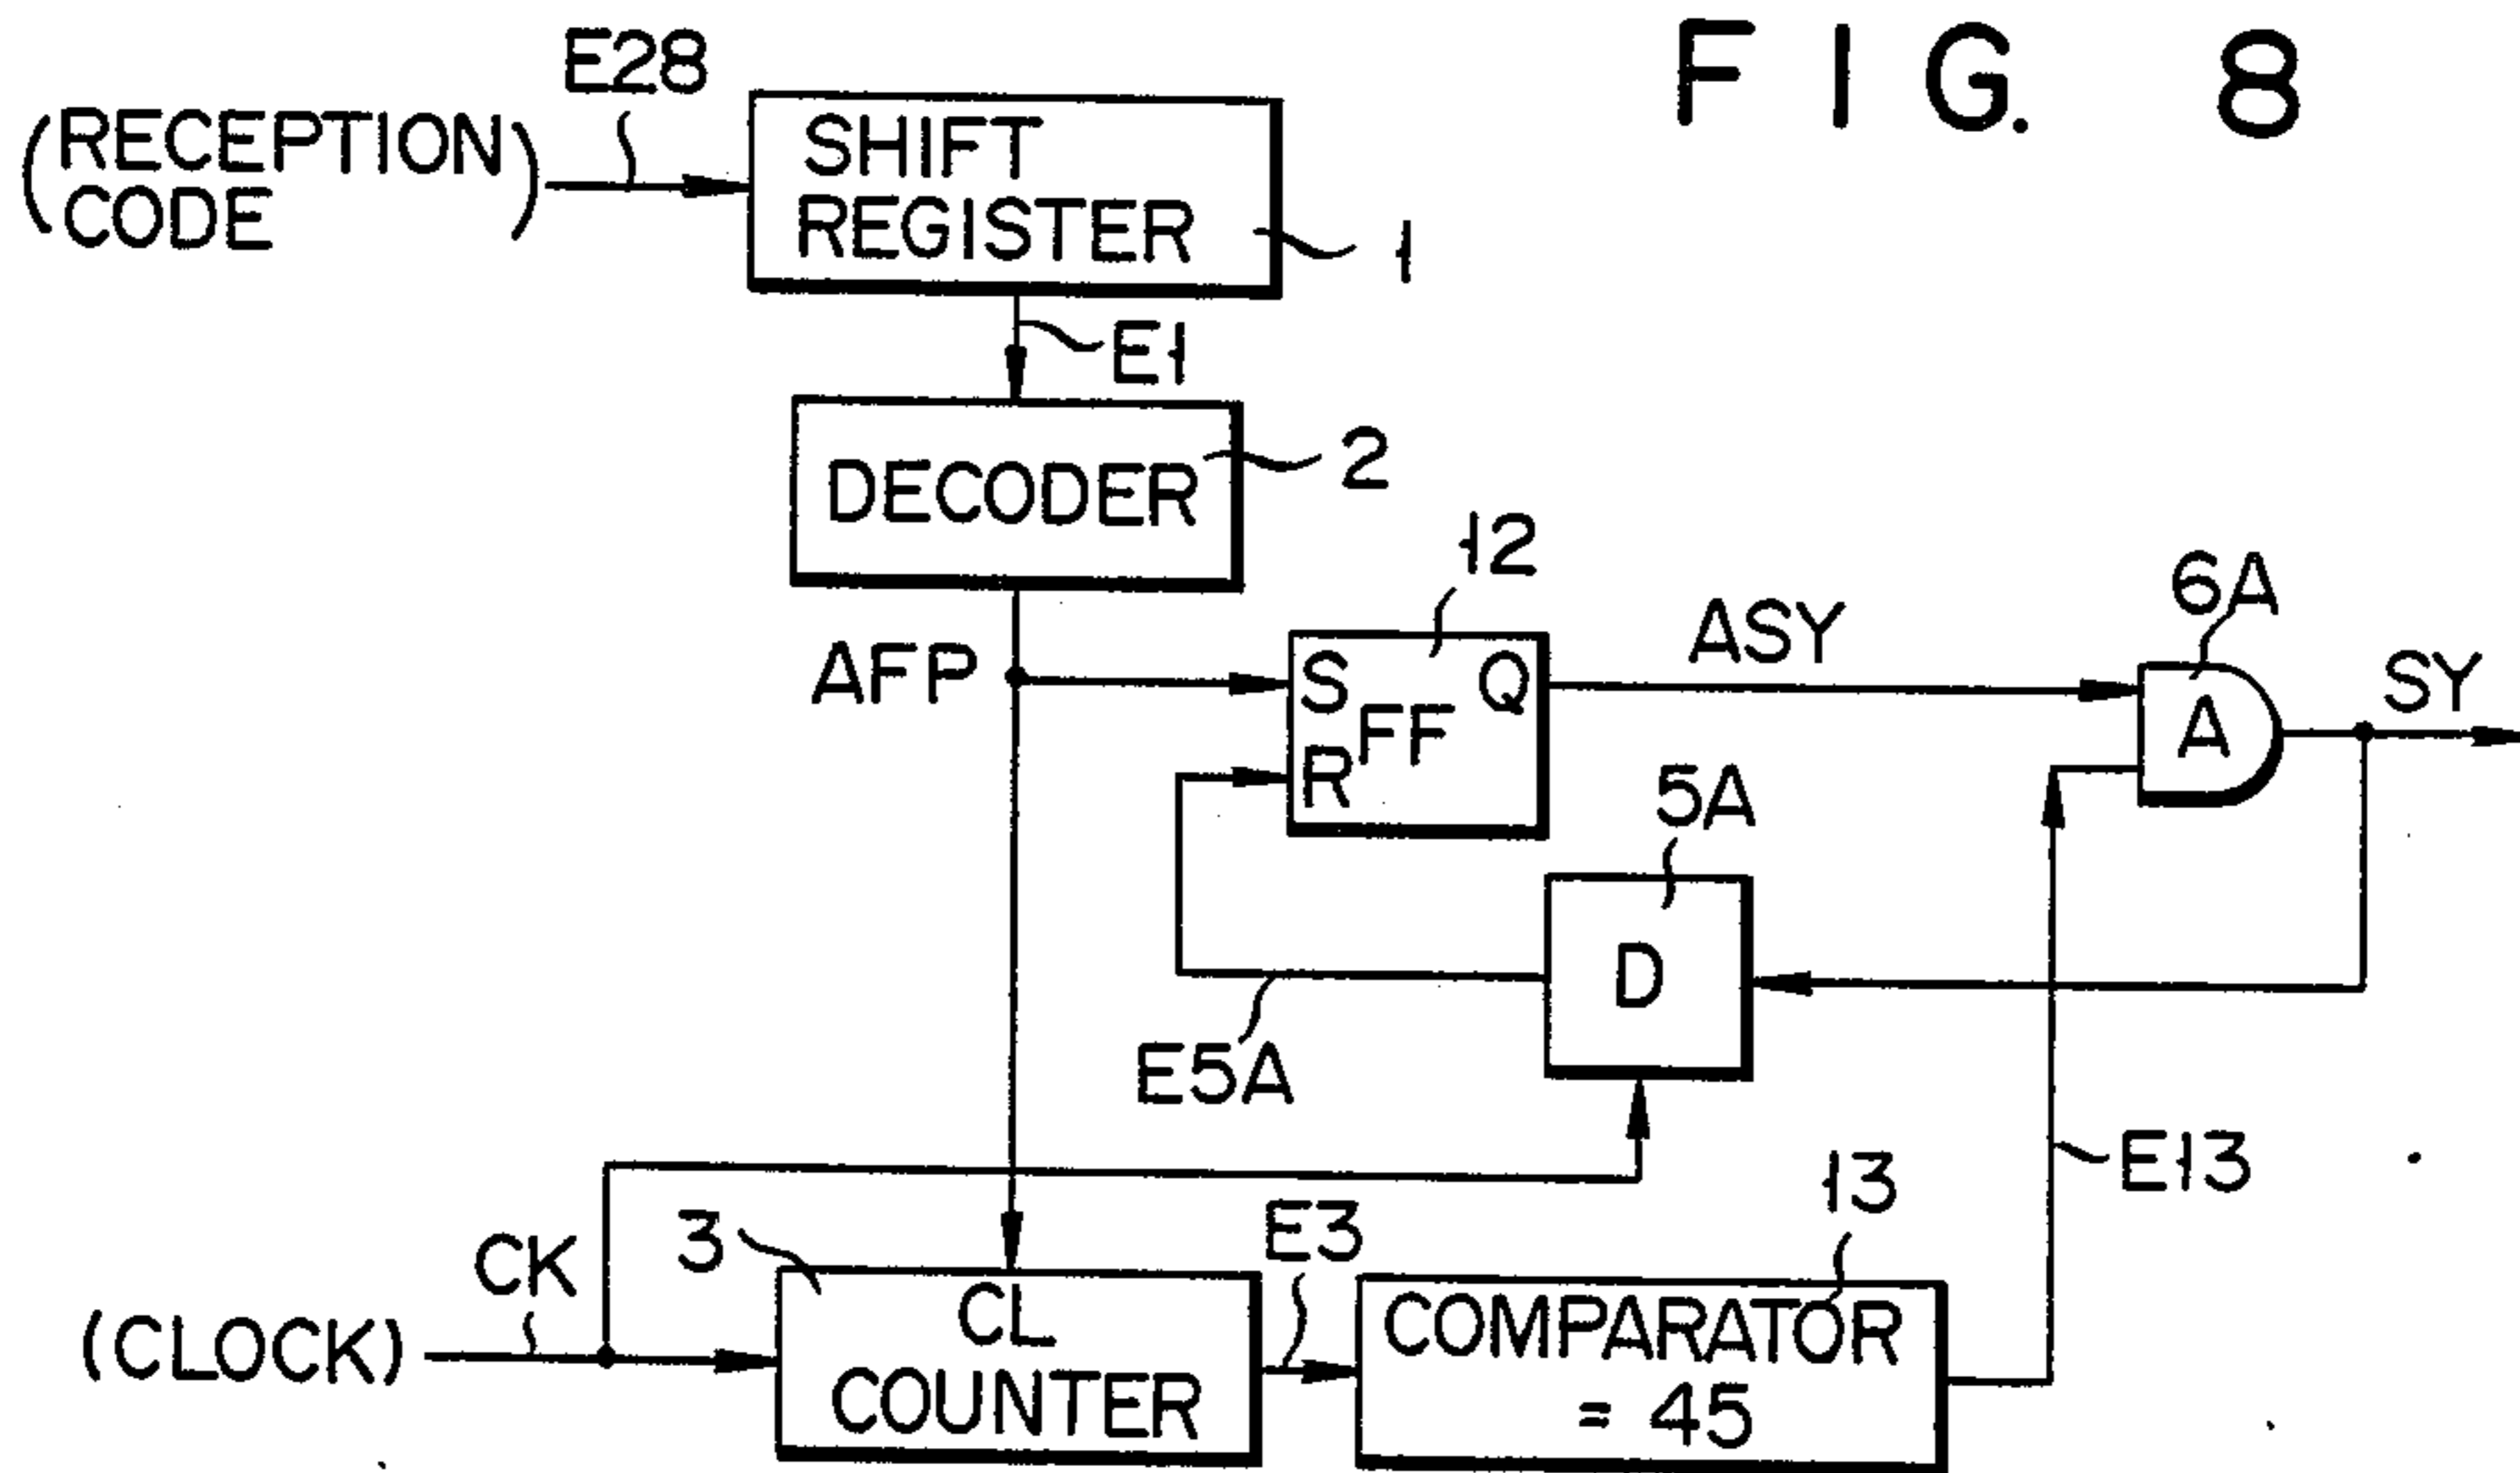 FIG. 8
E28
(RECEPTION
CODE)
SHIFT
REGISTER
1
E1
DECODER
2
12
6A
AFP
S
Q
FF
R
ASY
A
SY
5A
D
E5A
E13
13
E3
3
CK
(CLOCK)
CL
COUNTER
COMPARATOR
= 45